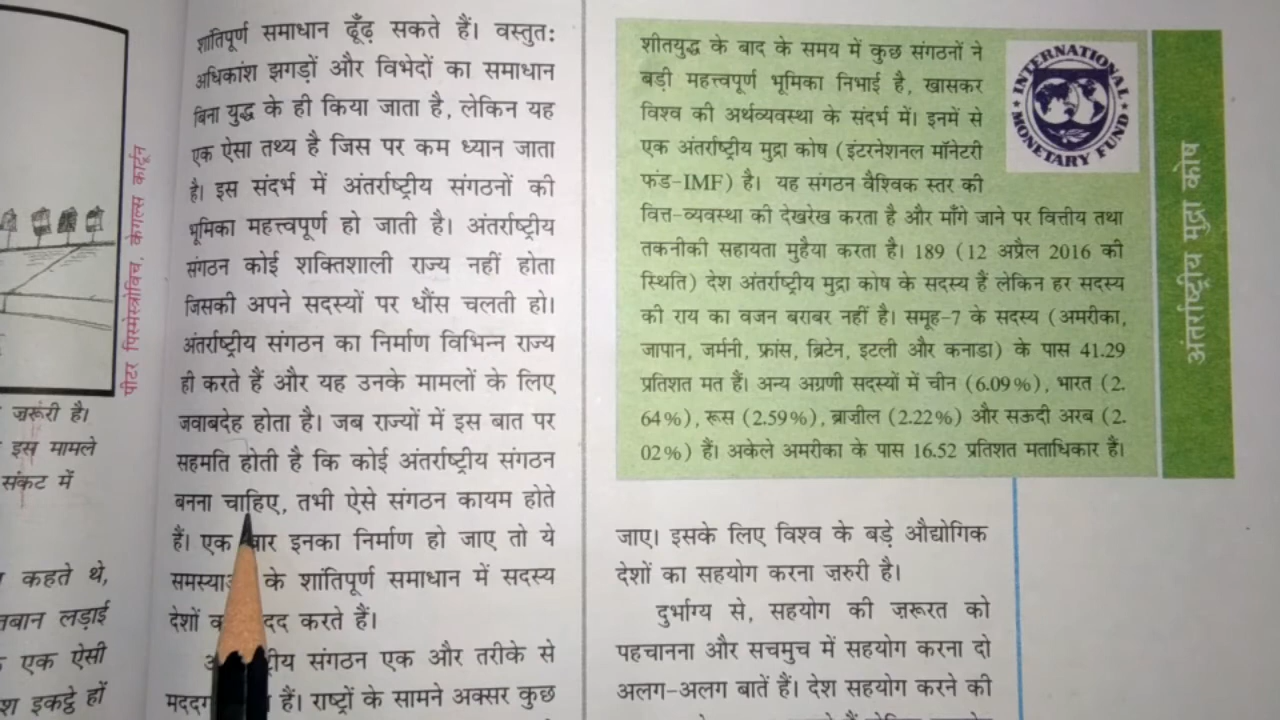 पीटर पिस्मेस्त्रोविच, केगल्स कार्टून
ज़रूरी है।
इस मामले
संकट में
कहते थे,
लड़ाई
एक ऐसी
इकट्ठे हों
शांतिपूर्ण समाधान ढूँढ़ सकते हैं। वस्तुतः
अधिकांश झगड़ों और विभेदों का समाधान
बिना युद्ध के ही किया जाता है, लेकिन यह
एक ऐसा तथ्य है जिस पर कम ध्यान जाता
है। इस संदर्भ में अंतर्राष्ट्रीय संगठनों की
भूमिका महत्त्वपूर्ण हो जाती है। अंतर्राष्ट्रीय
संगठन कोई शक्तिशाली राज्य नहीं होता
जिसकी अपने सदस्यों पर धौंस चलती हो।
अंतर्राष्ट्रीय संगठन का निर्माण विभिन्न राज्य
ही करते हैं और यह उनके मामलों के लिए
जवाबदेह होता है। जब राज्यों में इस बात पर
सहमति होती है कि कोई अंतर्राष्ट्रीय संगठन
बनना चाहिए, तभी ऐसे संगठन कायम होते
हैं। एक बार इनका निर्माण हो जाए तो ये
के शांतिपूर्ण समाधान में सदस्य
देशों करते हैं।
संगठन एक और तरीके से
हैं। राष्ट्रों के सामने अक्सर कुछ
शीतयुद्ध के बाद के समय में कुछ संगठनों ने
बड़ी महत्त्वपूर्ण भूमिका निभाई है, खासकर
विश्व की अर्थव्यवस्था के संदर्भ में। इनमें से
एक अंतर्राष्ट्रीय मुद्रा कोष (इंटरनेशनल मॉनेटरी
फंड-IMF) है। यह संगठन वैश्विक स्तर की
वित्त-व्यवस्था की देखरेख करता है और माँगे जाने पर वित्तीय तथा
तकनीकी सहायता मुहैया करता है। 189 (12 अप्रैल 2016 की
स्थिति) देश अंतर्राष्ट्रीय मुद्रा कोष के सदस्य हैं लेकिन हर सदस्य
की राय का वजन बराबर नहीं है। समूह-7 के सदस्य (अमरीका,
जापान, जर्मनी, फ्रांस, ब्रिटेन, इटली और कनाडा) के पास 41.29
प्रतिशत मत हैं। अन्य अग्रणी सदस्यों में चीन (6.09%), भारत (2.
64%), रूस (2.59%), ब्राज़ील (2.22%) और सऊदी अरब (2.
02%) हैं। अकेले अमरीका के पास 16.52 प्रतिशत मताधिकार है।
INTERNATIONAL MONETARY FUND
अंतर्राष्ट्रीय मुद्रा कोष
जाए। इसके लिए विश्व के बड़े औद्योगिक
देशों का सहयोग करना ज़रुरी है।
दुर्भाग्य से, सहयोग की ज़रूरत को
पहचानना और सचमुच में सहयोग करना दो
अलग-अलग बातें हैं। देश सहयोग करने की